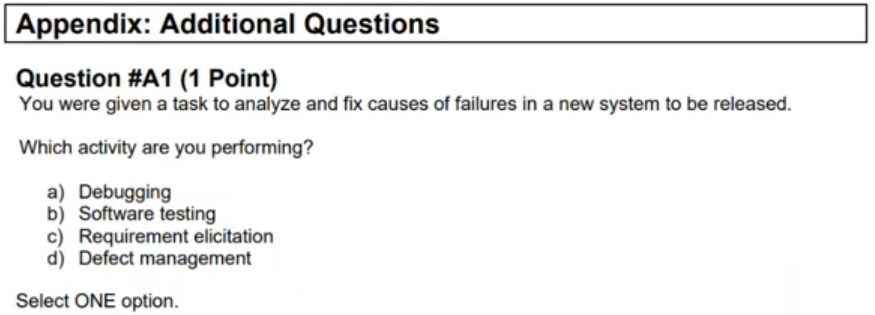 Appendix: Additional Questions
Question #A1 (1 Point)
You were given a task to analyze and fix causes of failures in a new system to be released.
Which activity are you performing?
a) Debugging
b) Software testing
c) Requirement elicitation
d) Defect management
Select ONE option.